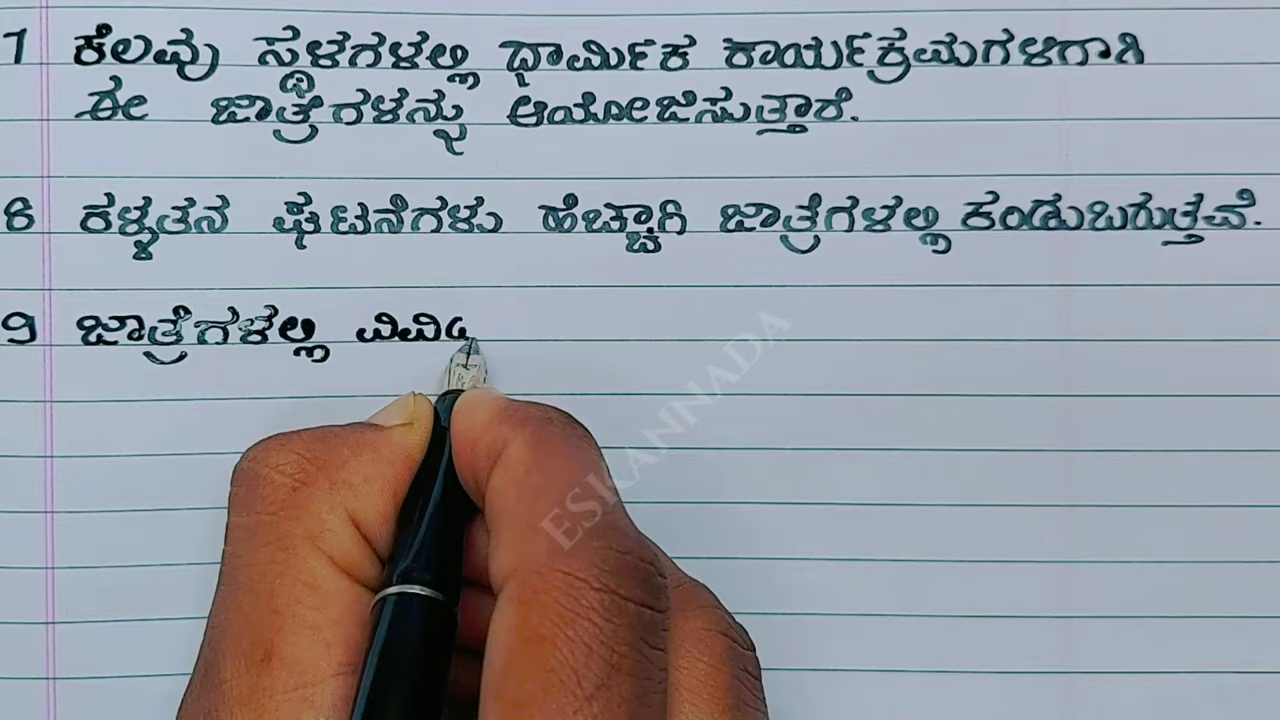 7 ಕೆಲವು ಸ್ಥಳಗಳಲ್ಲಿ ಧಾರ್ಮಿಕ ಕಾರ್ಯಕ್ರಮಗಳಿಗಾಗಿ
ಈ ಜಾತ್ರೆಗಳನ್ನು ಆಯೋಜಿಸುತ್ತಾರೆ.
8 ಕಳ್ಳತನ ಘಟನೆಗಳು ಹೆಚ್ಚಾಗಿ ಜಾತ್ರೆಗಳಲ್ಲಿ ಕಂಡುಬರುತ್ತವೆ.
9 ಜಾತ್ರೆಗಳಲ್ಲಿ ವಿವಿ
ESKANNADA